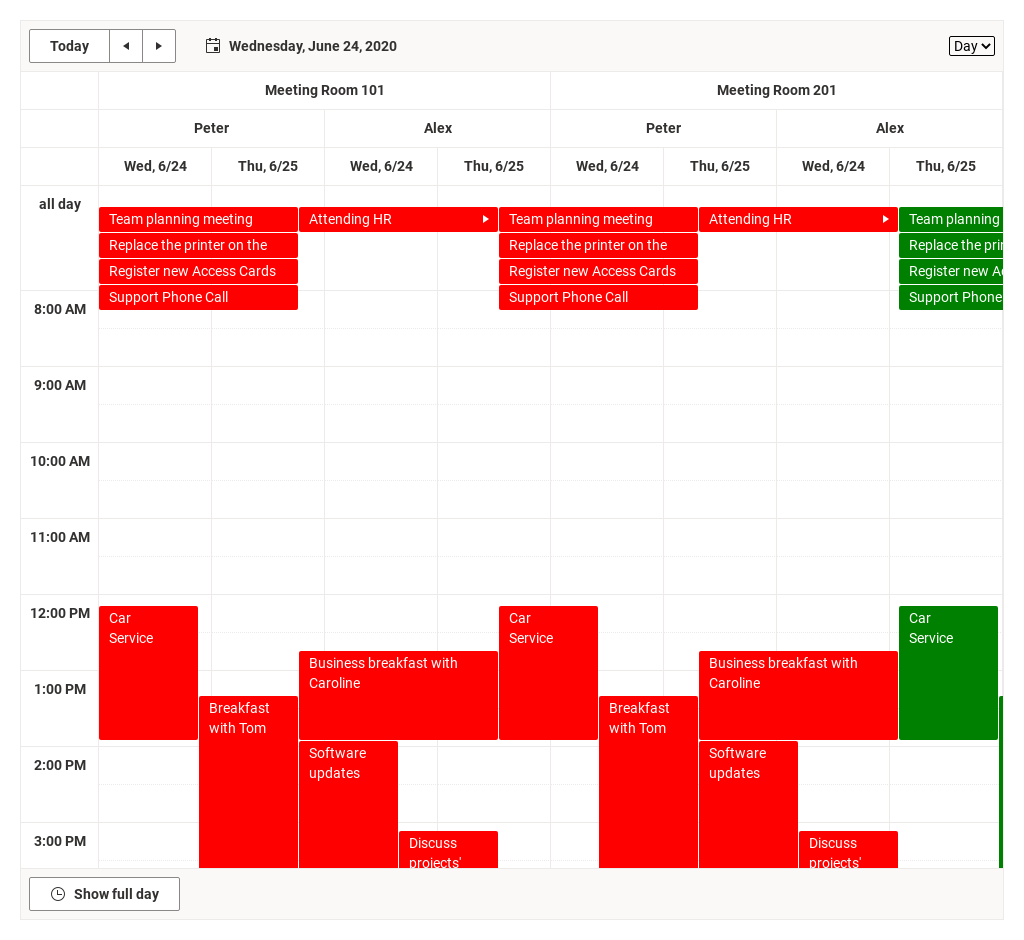 Today
Wednesday, June 24, 2020
Day
Meeting Room 101
Meeting Room 201
Peter
Alex
Peter
Alex
Wed, 6/24
Thu, 6/25
Wed, 6/24
Thu, 6/25
Wed, 6/24
Thu, 6/25
Wed, 6/24
Thu, 6/25
all day
Team planning meeting
Attending HR
Team planning meeting
Attending HR
Team planning
Replace the printer on the
Replace the printer on the
Replace the prin
Register new Access Cards
Register new Access Cards
Register new Ac
Support Phone Call
Support Phone Call
Support Phone
8:00 AM
9:00 AM
10:00 AM
11:00 AM
12:00 PM
Car
Service
Car
Service
Car
Service
Business breakfast with
Caroline
Business breakfast with
Caroline
1:00 PM
Breakfast
with Tom
Breakfast
with Tom
2:00 PM
Software
updates
Software
updates
3:00 PM
Discuss
projects'
Discuss
projects'
Show full day